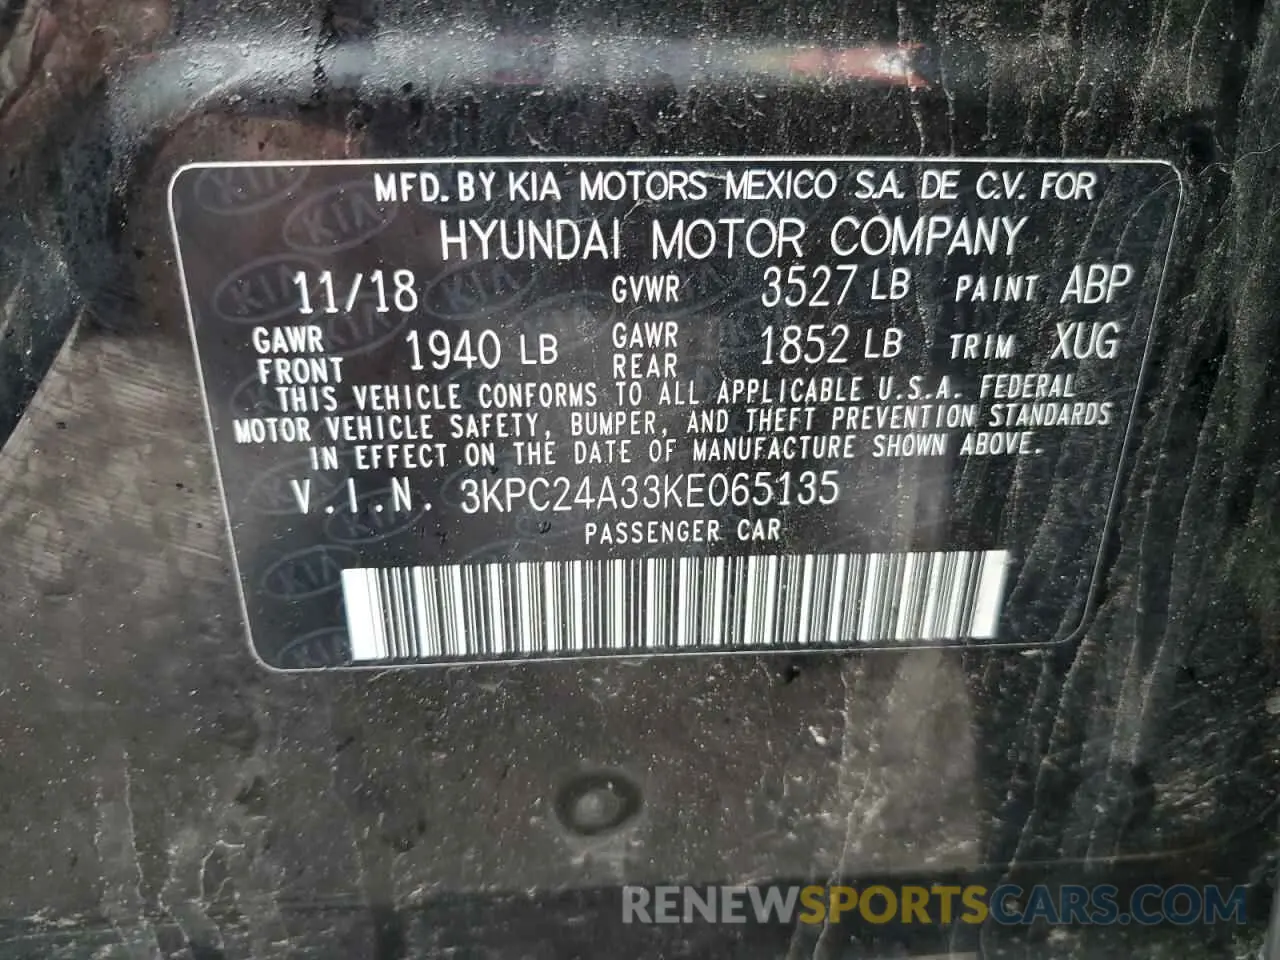 MFD. BY KIA MOTORS MEXICO S.A. DE C.V. FOR
HYUNDAI MOTOR COMPANY
11/18 GVWR 3527 LB PAINT ABP
GAWR FRONT 1940 LB GAWR REAR 1852 LB TRIM XUG
THIS VEHICLE CONFORMS TO ALL APPLICABLE U.S.A. FEDERAL
MOTOR VEHICLE SAFETY, BUMPER, AND THEFT PREVENTION STANDARDS
IN EFFECT ON THE DATE OF MANUFACTURE SHOWN ABOVE.
V.I.N. 3KPC24A33KE065135
PASSENGER CAR
RENEWSPORTSCARS.COM